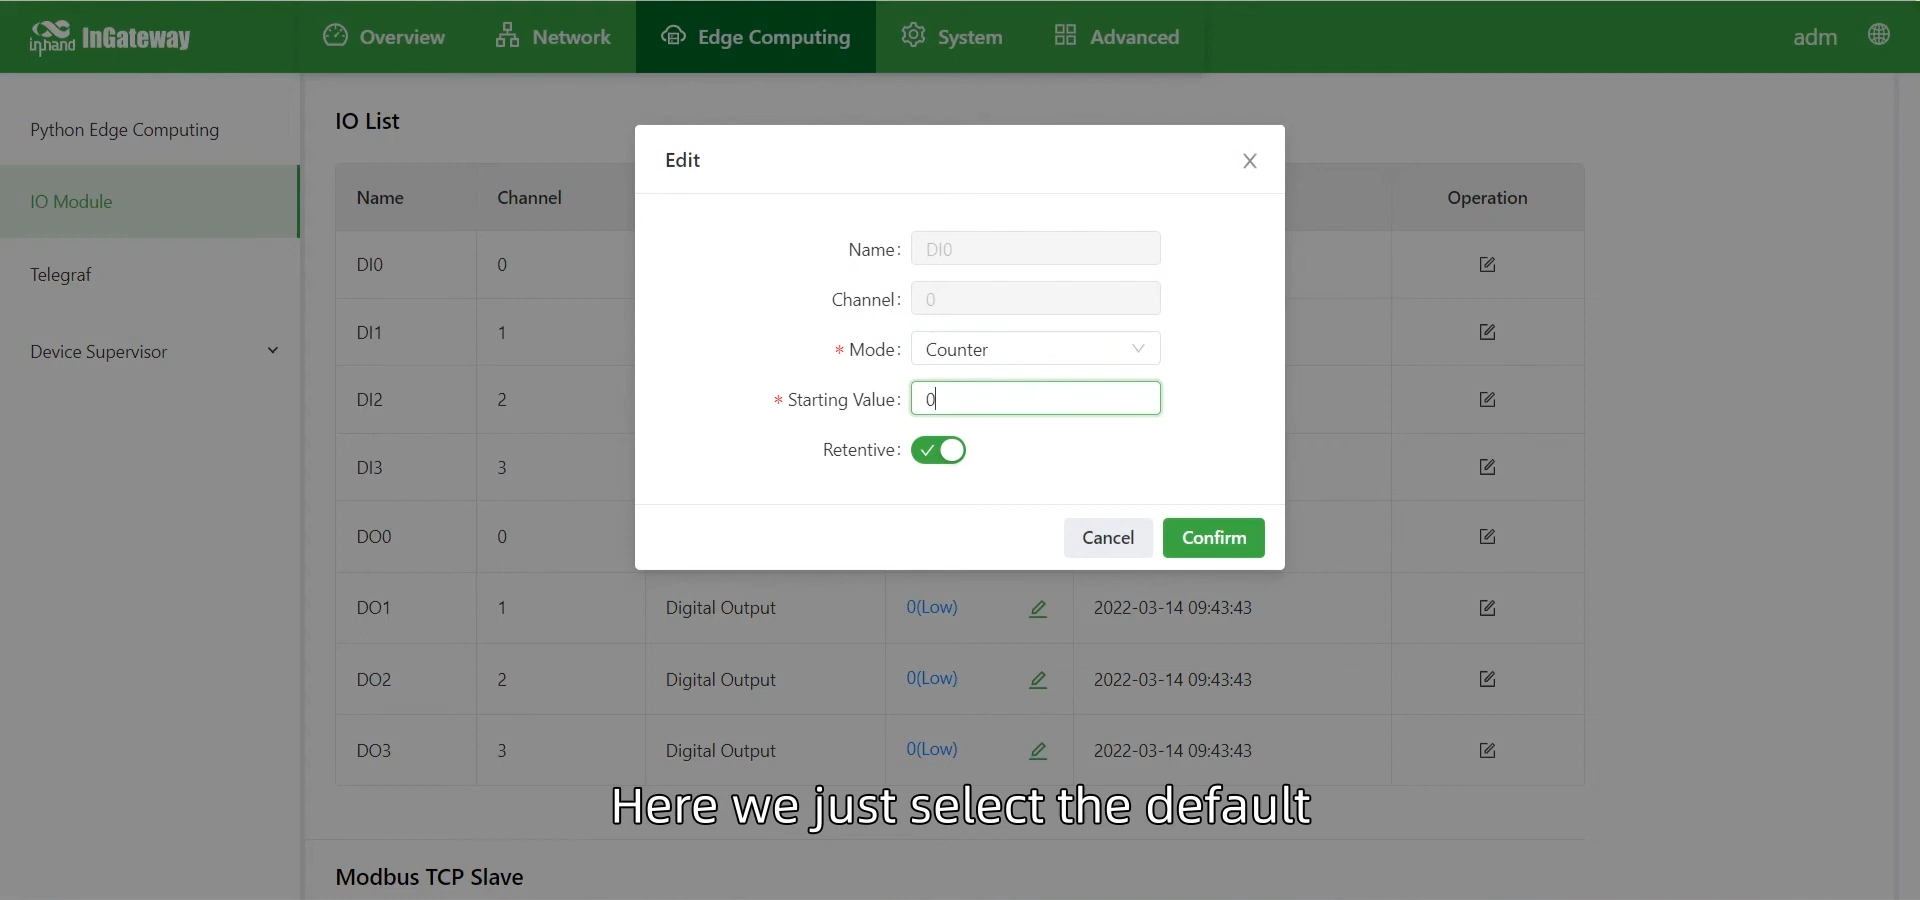 inhand InGateway Overview Network Edge Computing System Advanced adm
Python Edge Computing
IO Module
Telegraf
Device Supervisor
IO List
Name Channel Operation
DI0 0
DI1 1
DI2 2
DI3 3
DO0 0
DO1 1 Digital Output 0(Low) 2022-03-14 09:43:43
DO2 2 Digital Output 0(Low) 2022-03-14 09:43:43
DO3 3 Digital Output 0(Low) 2022-03-14 09:43:43
Edit
Name: DI0
Channel: 0
* Mode: Counter
* Starting Value: 0
Retentive:
Cancel Confirm
Here we just select the default
Modbus TCP Slave